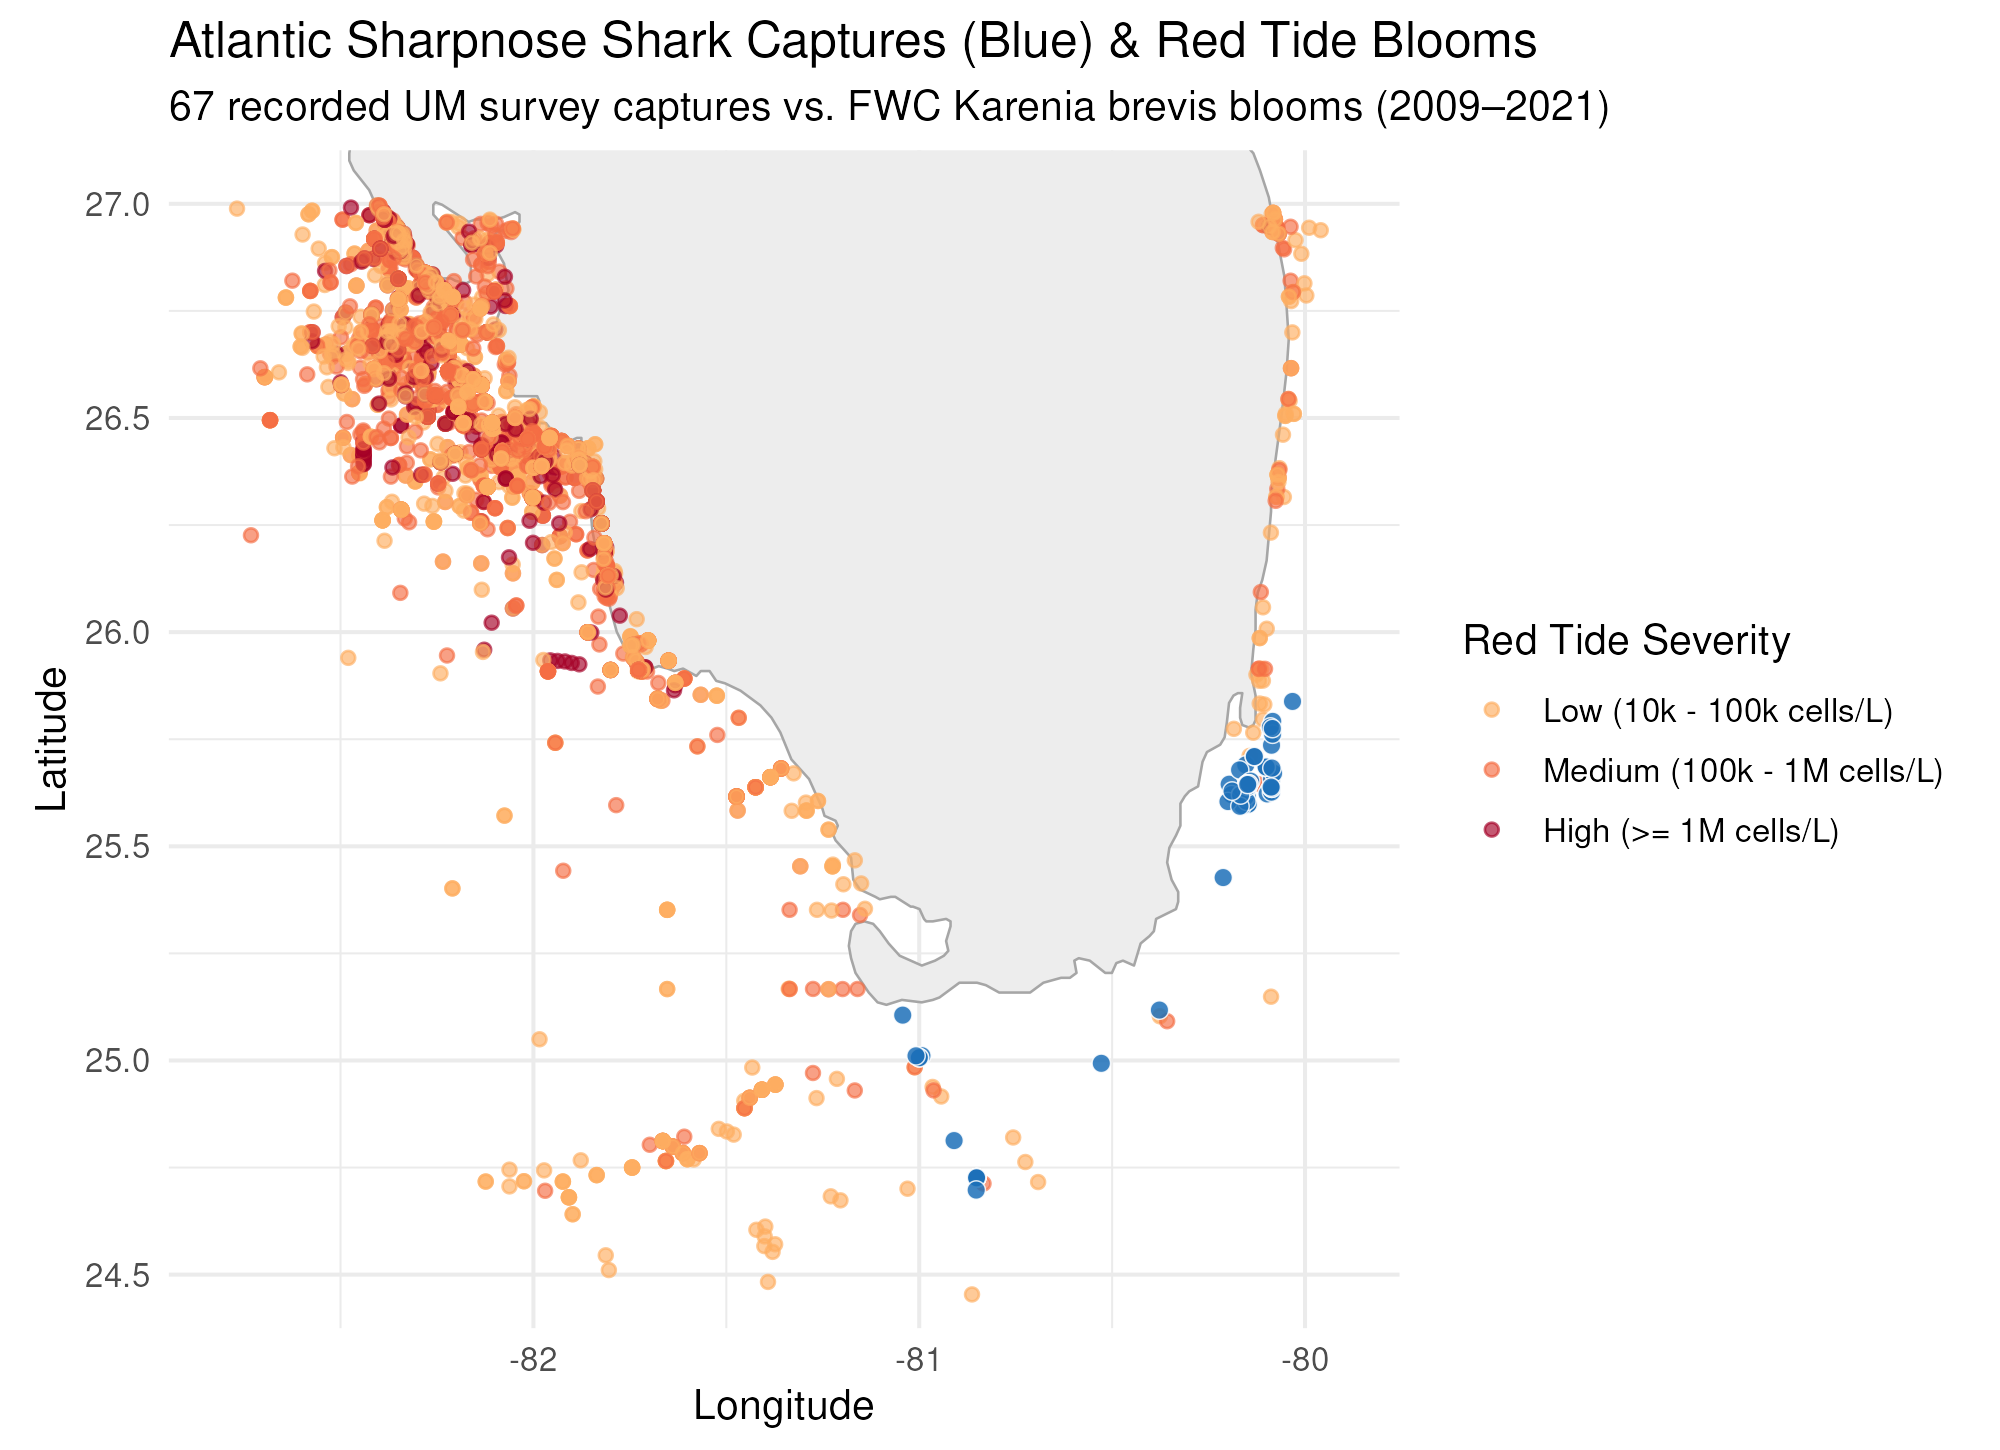 Atlantic Sharpnose Shark Captures (Blue) & Red Tide Blooms
67 recorded UM survey captures vs. FWC Karenia brevis blooms (2009–2021)
27.0
26.5
26.0
25.5
25.0
24.5
Latitude
-82
-81
-80
Longitude
Red Tide Severity
Low (10k - 100k cells/L)
Medium (100k - 1M cells/L)
High (>= 1M cells/L)